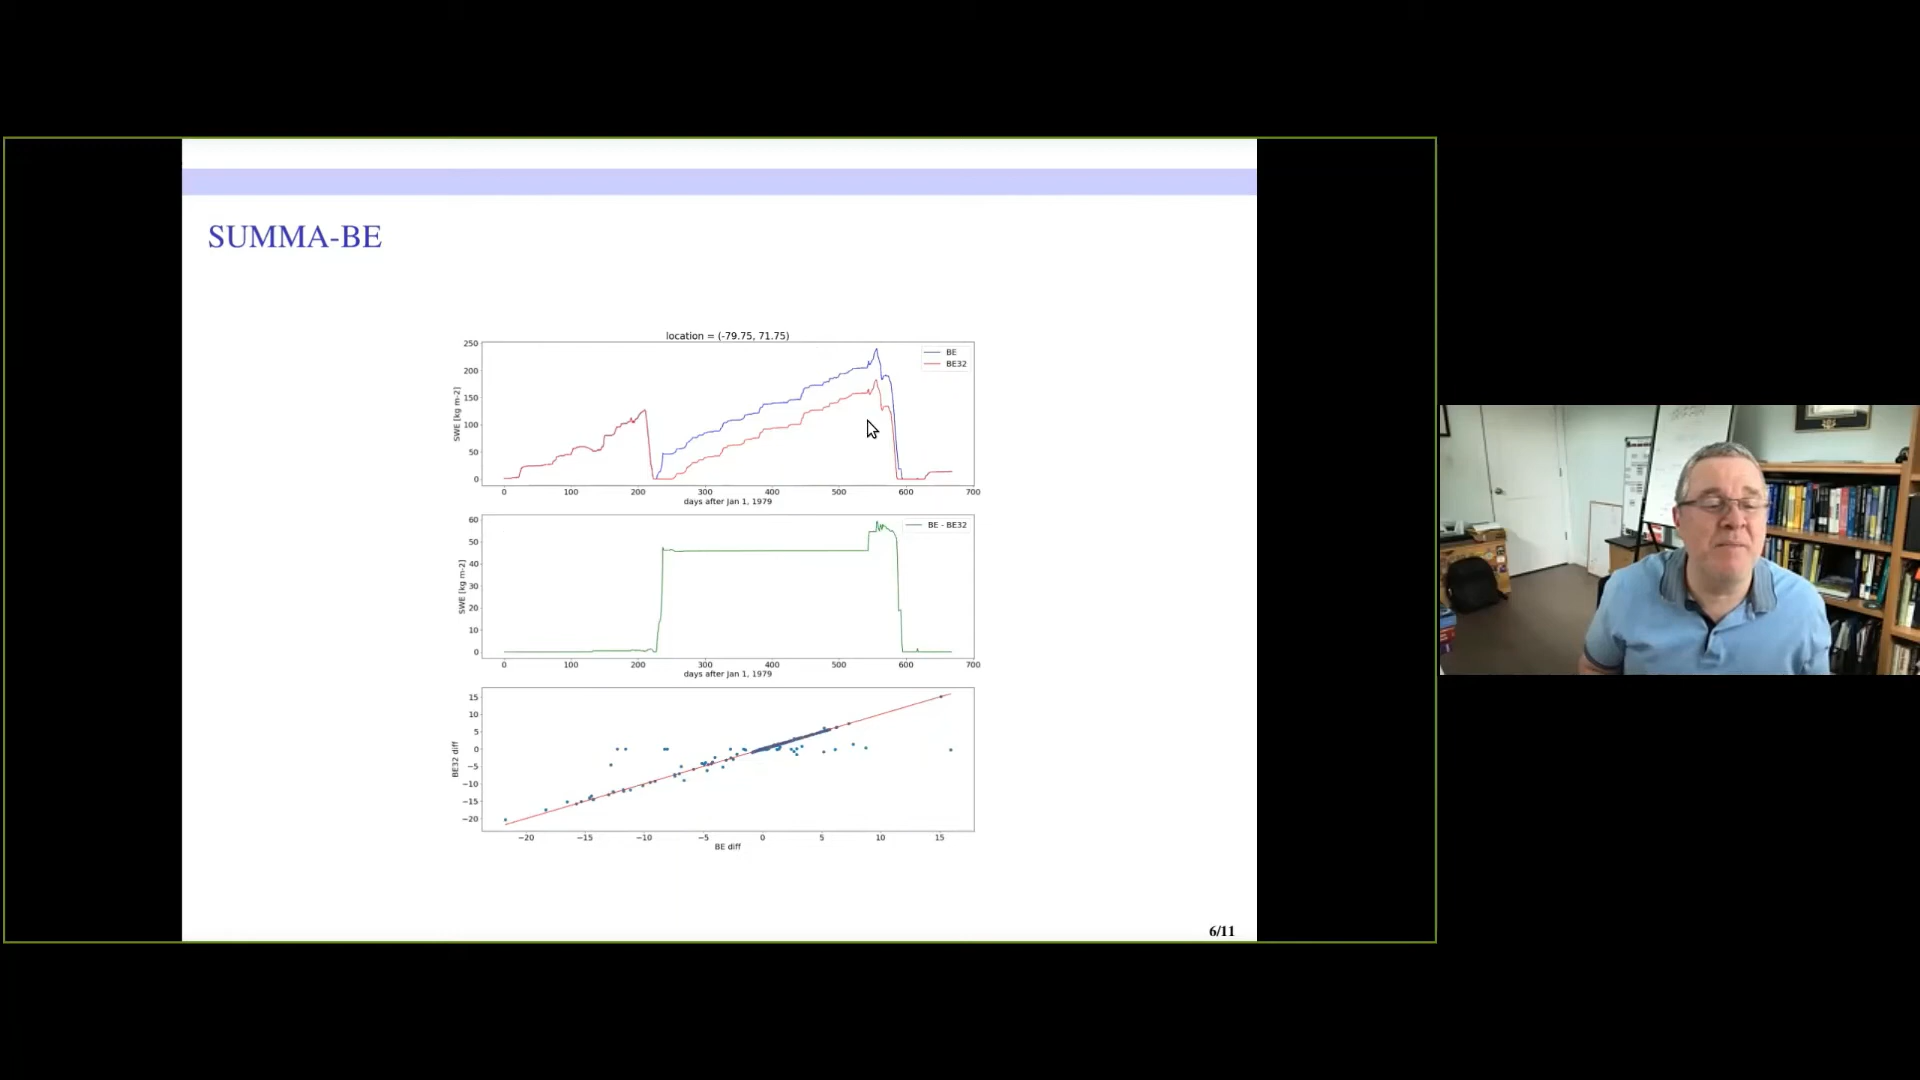 SUMMA-BE
location = (-79.75, 71.75)
250
200
150
100
50
0
SWE [kg m-2]
BE
BE32
0 100 200 300 400 500 600 700
days after Jan 1, 1979
60
50
40
30
20
10
0
SWE [kg m-2]
BE - BE32
0 100 200 300 400 500 600 700
days after Jan 1, 1979
15
10
5
0
−5
−10
−15
−20
BE32 diff
−20 −15 −10 −5 0 5 10 15
BE diff
6/11